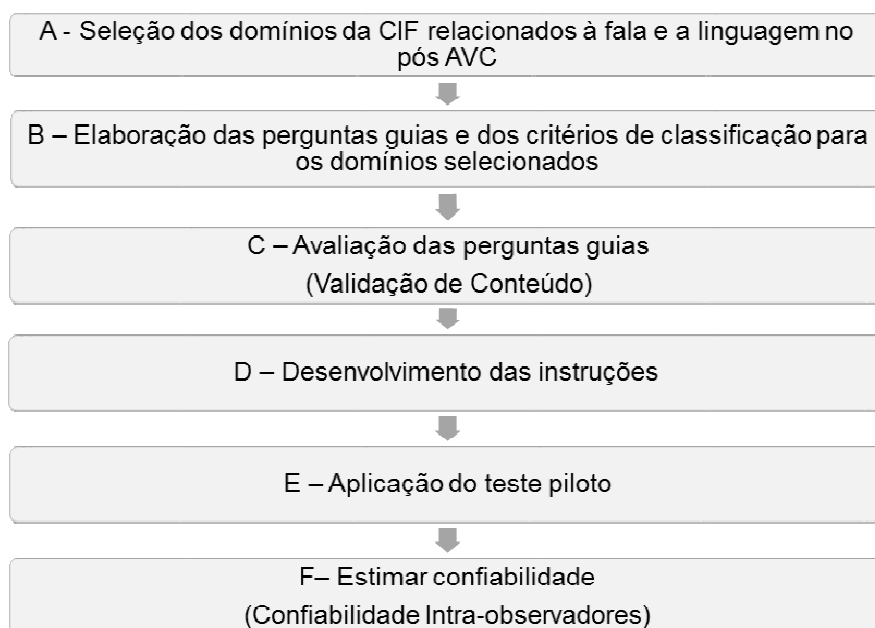 A - Seleção dos domínios da CIF relacionados à fala e a linguagem no
pós AVC
B – Elaboração das perguntas guias e dos critérios de classificação para
os domínios selecionados
C – Avaliação das perguntas guias
(Validação de Conteúdo)
D – Desenvolvimento das instruções
E – Aplicação do teste piloto
F– Estimar confiabilidade
(Confiabilidade Intra-observadores)